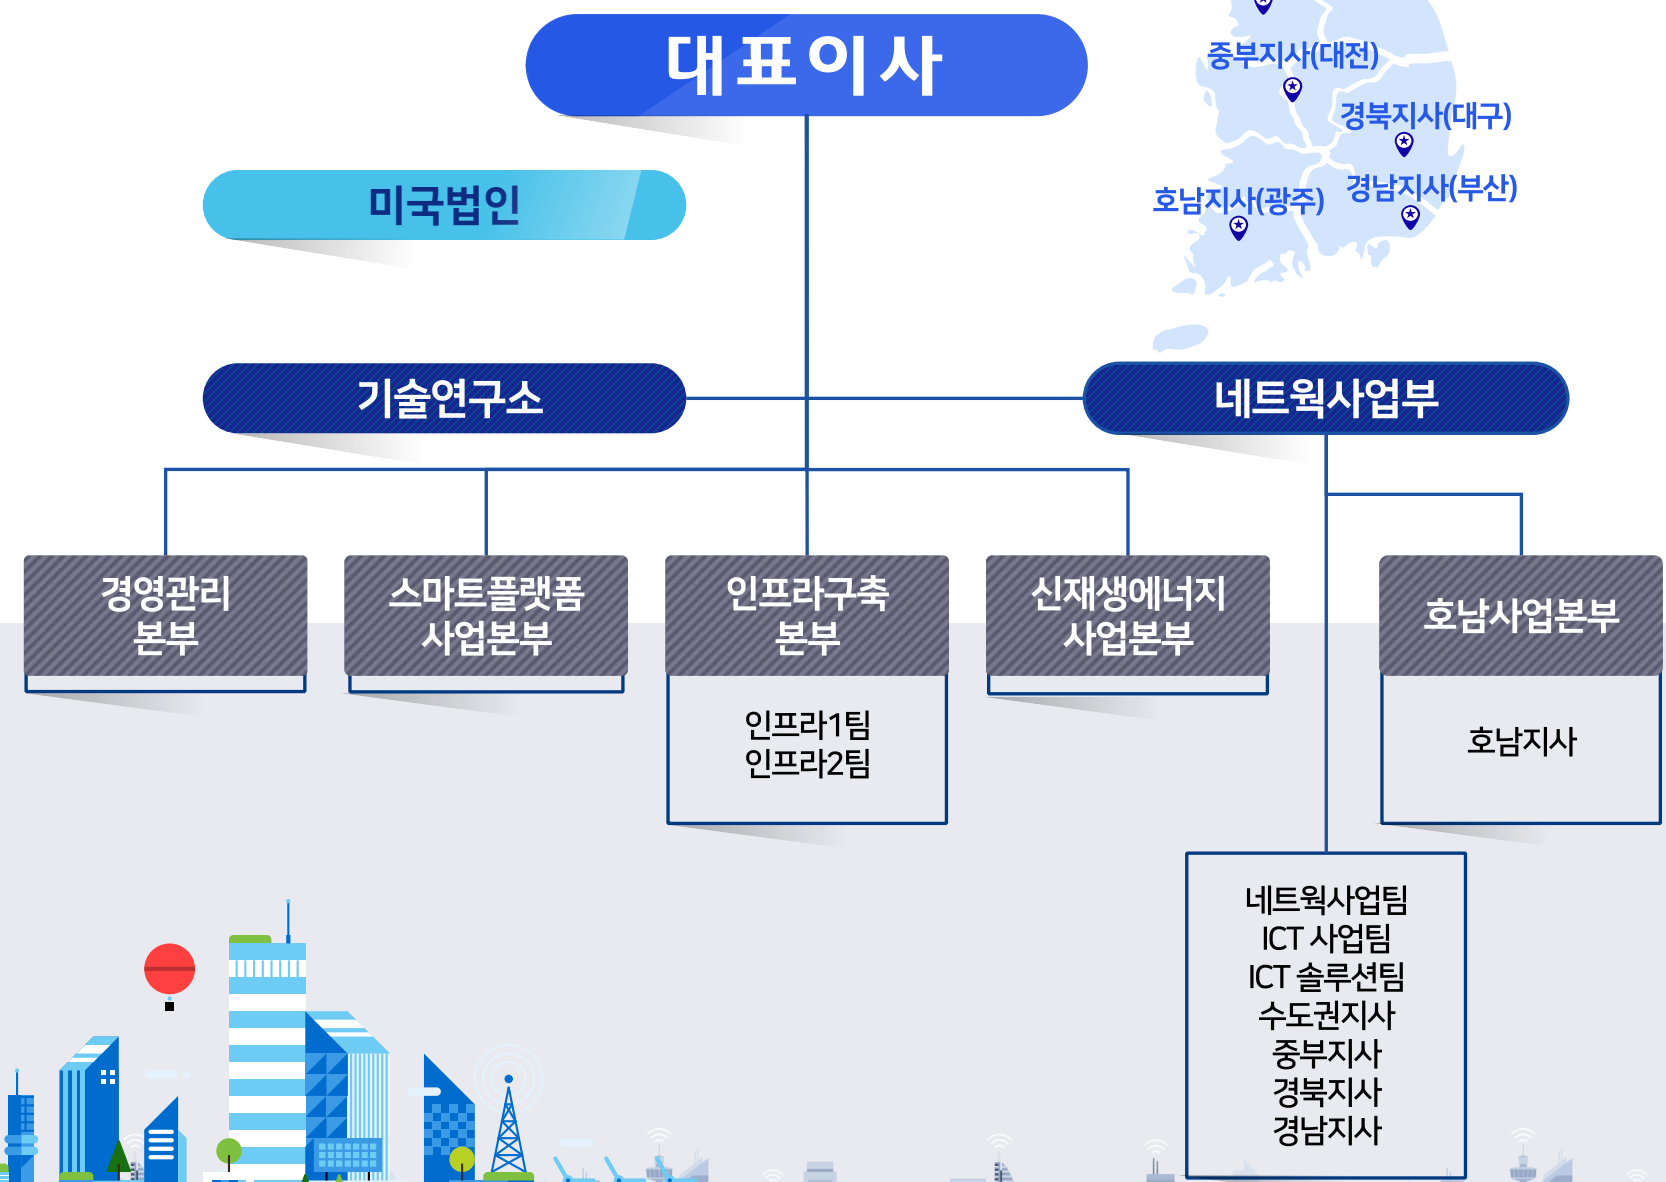 대표이사
중부지사(대전)
경북지사(대구)
호남지사(광주)
경남지사(부산)
미국법인
기술연구소
네트웍사업부
경영관리
본부
스마트플랫폼
사업본부
인프라구축
본부
신재생에너지
사업본부
호남사업본부
인프라1팀
인프라2팀
호남지사
네트웍사업팀
ICT 사업팀
ICT 솔루션팀
수도권지사
중부지사
경북지사
경남지사